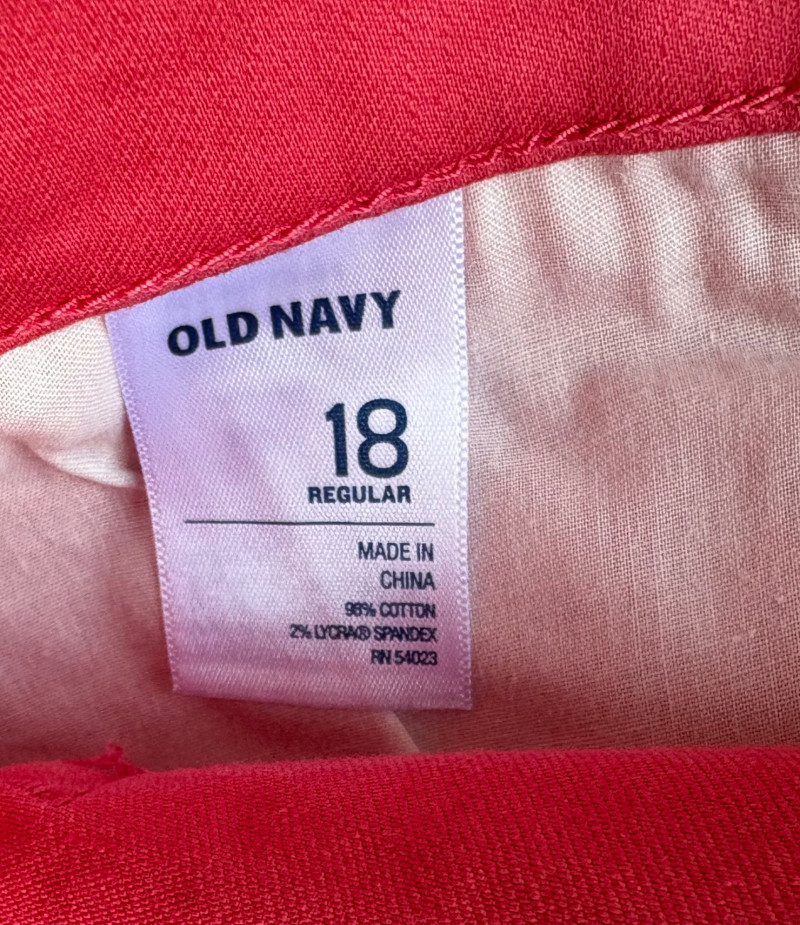 OLD NAVY
18
REGULAR
MADE IN
CHINA
98% COTTON
2% LYCRA® SPANDEX
RN 54023